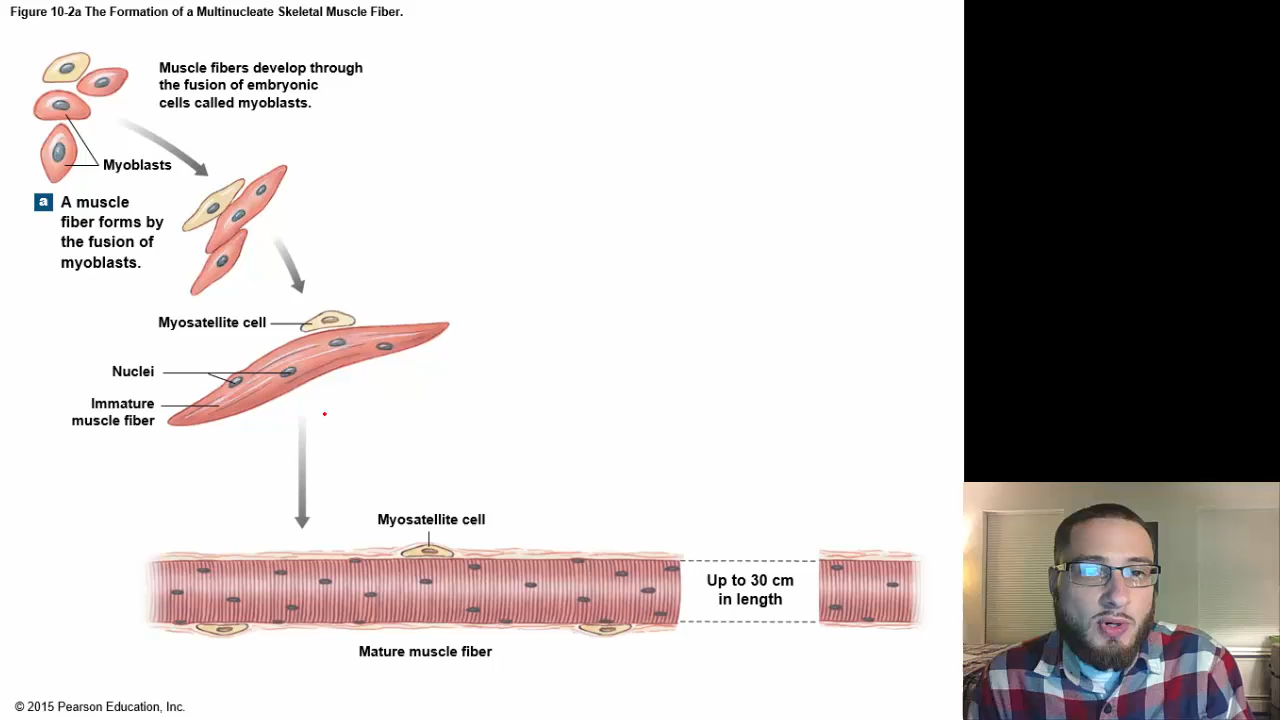 Figure 10-2a The Formation of a Multinucleate Skeletal Muscle Fiber.
Muscle fibers develop through
the fusion of embryonic
cells called myoblasts.
Myoblasts
a A muscle
fiber forms by
the fusion of
myoblasts.
Myosatellite cell
Nuclei
Immature
muscle fiber
Myosatellite cell
Up to 30 cm
in length
Mature muscle fiber
© 2015 Pearson Education, Inc.